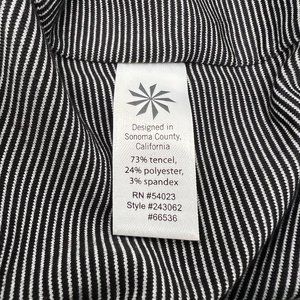 Designed in
Sonoma County,
California
73% tencel,
24% polyester,
3% spandex
RN #54023
Style #243062
#66536